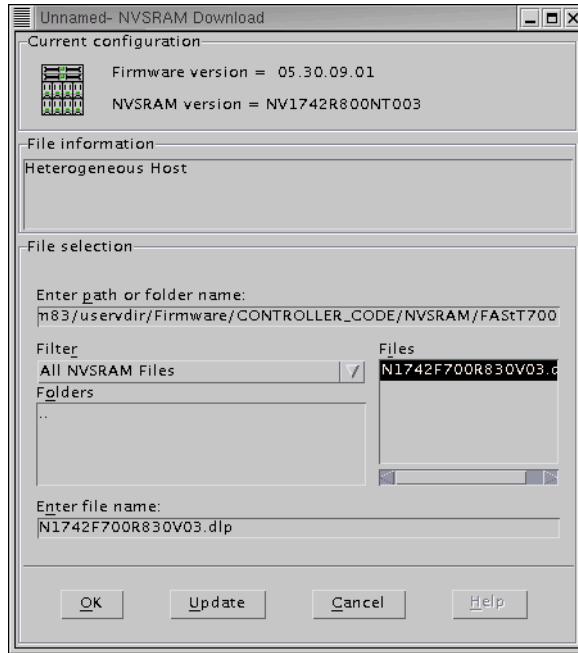 Unnamed- NVSRAM Download
Current configuration
Firmware version = 05.30.09.01
NVSRAM version = NV1742R800NT003
File information
Heterogeneous Host
File selection
Enter path or folder name:
m83/uservdir/Firmware/CONTROLLER_CODE/NVSRAM/FAStT700
Filter
Files
All NVSRAM Files
N1742F700R830V03.d
Folders
..
Enter file name:
N1742F700R830V03.dlp
OK
Update
Cancel
Help